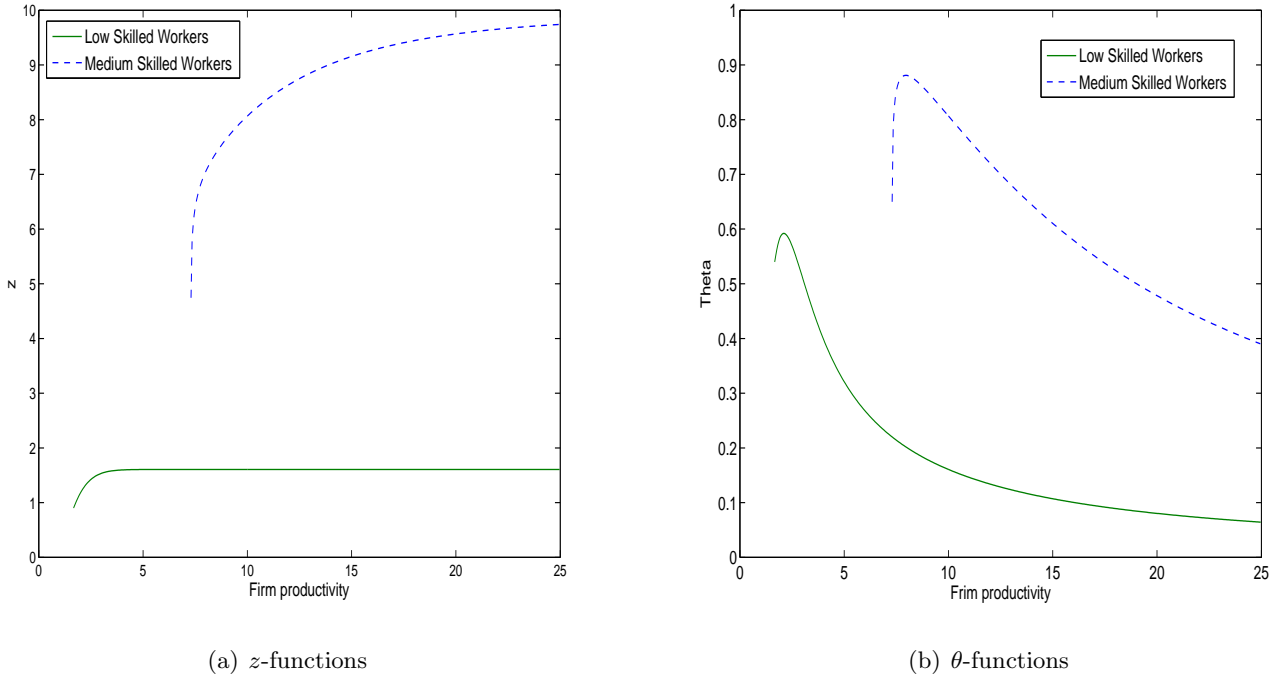 10
9
8
7
6
5
4
3
2
1
0
z
Low Skilled Workers
Medium Skilled Workers
0 5 10 15 20 25
Firm productivity
(a) z-functions
1
0.9
0.8
0.7
0.6
0.5
0.4
0.3
0.2
0.1
0
Theta
Low Skilled Workers
Medium Skilled Workers
0 5 10 15 20 25
Frim productivity
(b) θ-functions